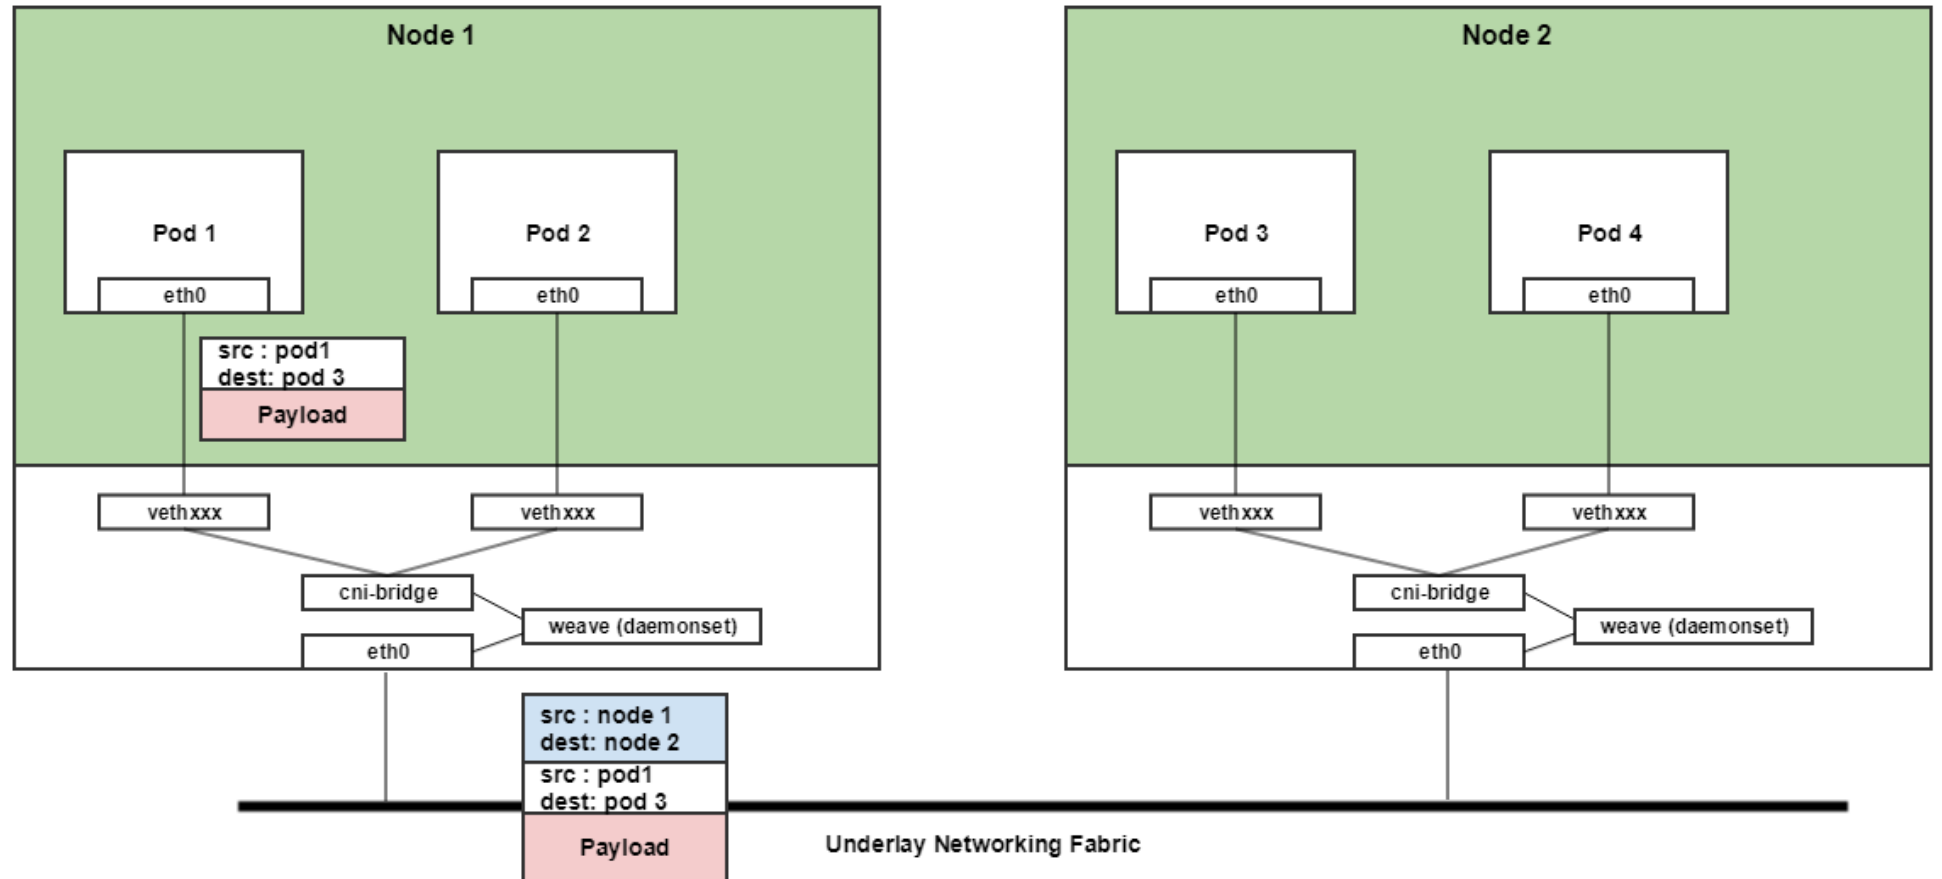 Node 1
Node 2
Pod 1
Pod 2
Pod 3
Pod 4
eth0
eth0
eth0
eth0
src : pod1
dest: pod 3
Payload
vethxxx
vethxxx
vethxxx
vethxxx
cni-bridge
cni-bridge
weave (daemonset)
weave (daemonset)
eth0
eth0
src : node 1
dest: node 2
src : pod1
dest: pod 3
Payload
Underlay Networking Fabric